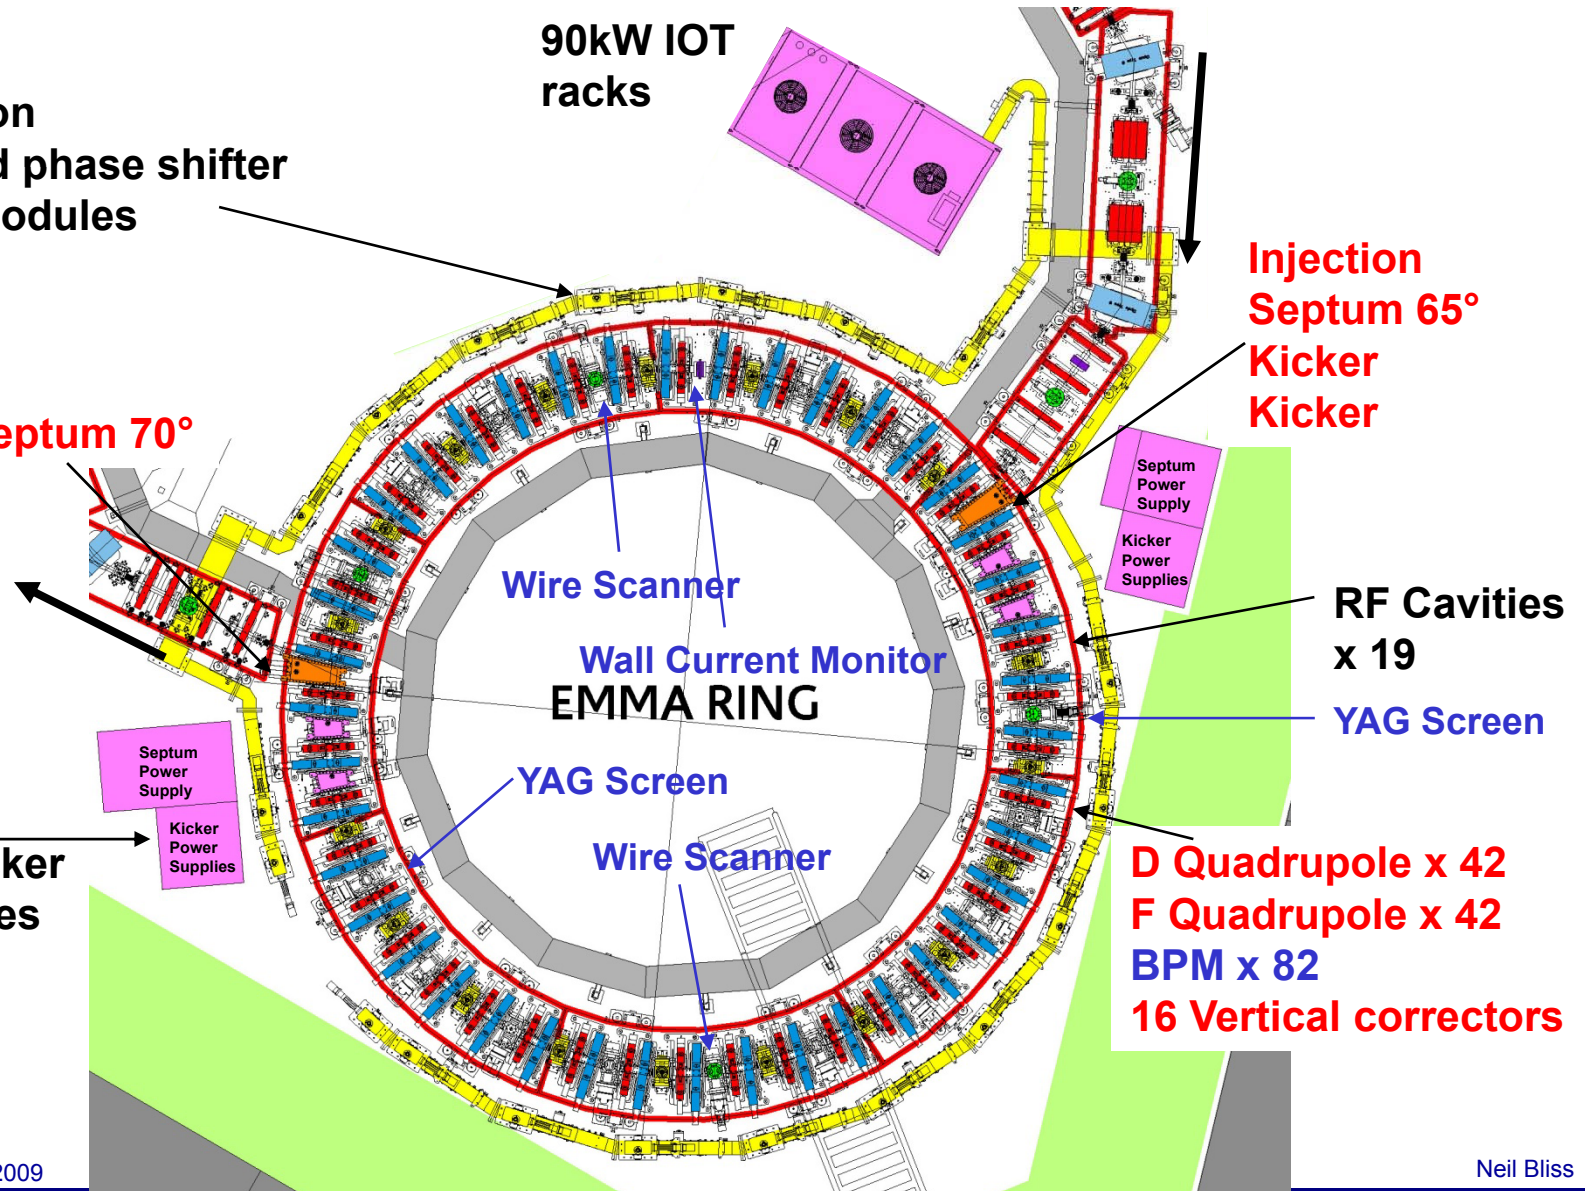 90kW IOT
racks
on
d phase shifter
odules
Injection
Septum 65°
Kicker
Kicker
eptum 70°
Septum
Power
Supply
Kicker
Power
Supplies
Wire Scanner
RF Cavities
x 19
Wall Current Monitor
EMMA RING
YAG Screen
Septum
Power
Supply
YAG Screen
Kicker
Power
Supplies
ker
es
Wire Scanner
D Quadrupole x 42
F Quadrupole x 42
BPM x 82
16 Vertical correctors
2009
Neil Bliss